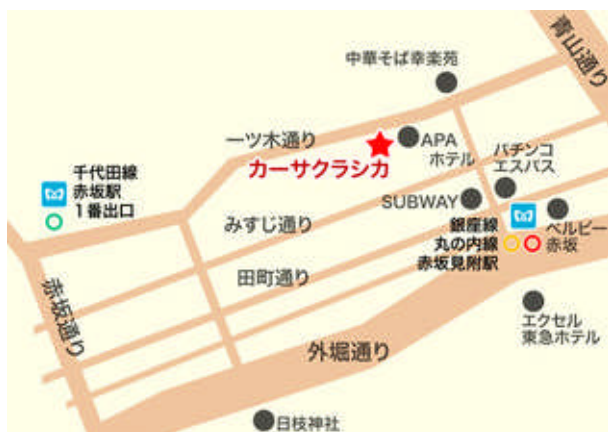 青山通り
中華そば幸楽苑
一ツ木通り
APA
ホテル
カーサクラシカ
パチンコ
エスパス
千代田線
赤坂駅
1番出口
SUBWAY
みすじ通り
銀座線
丸の内線
赤坂見附駅
ベルビー
赤坂
田町通り
赤坂通り
エクセル
東急ホテル
外堀通り
日枝神社